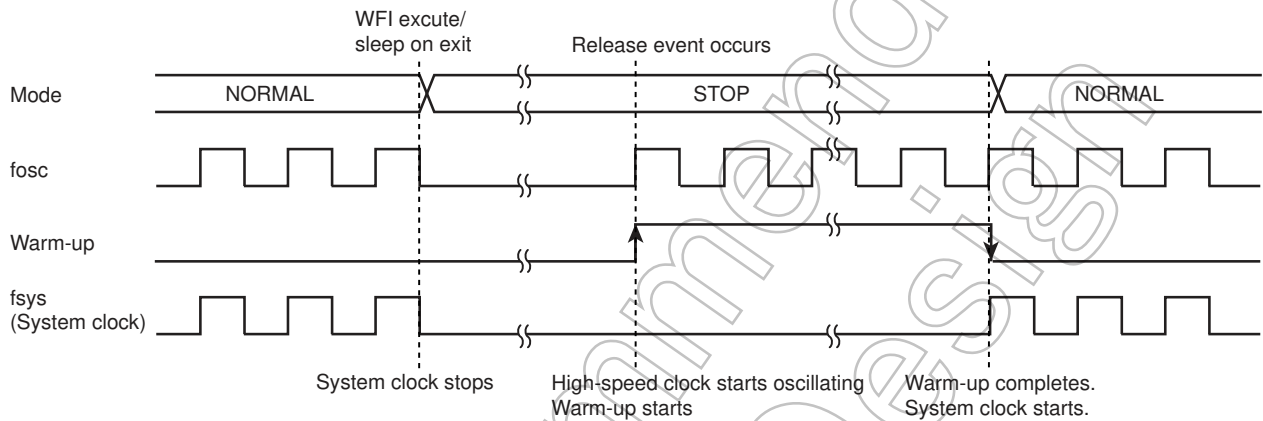 WFI excute/
sleep on exit
Release event occurs
Mode
NORMAL
STOP
NORMAL
fosc
Warm-up
fsys
(System clock)
System clock stops
High-speed clock starts oscillating
Warm-up starts
Warm-up completes.
System clock starts.